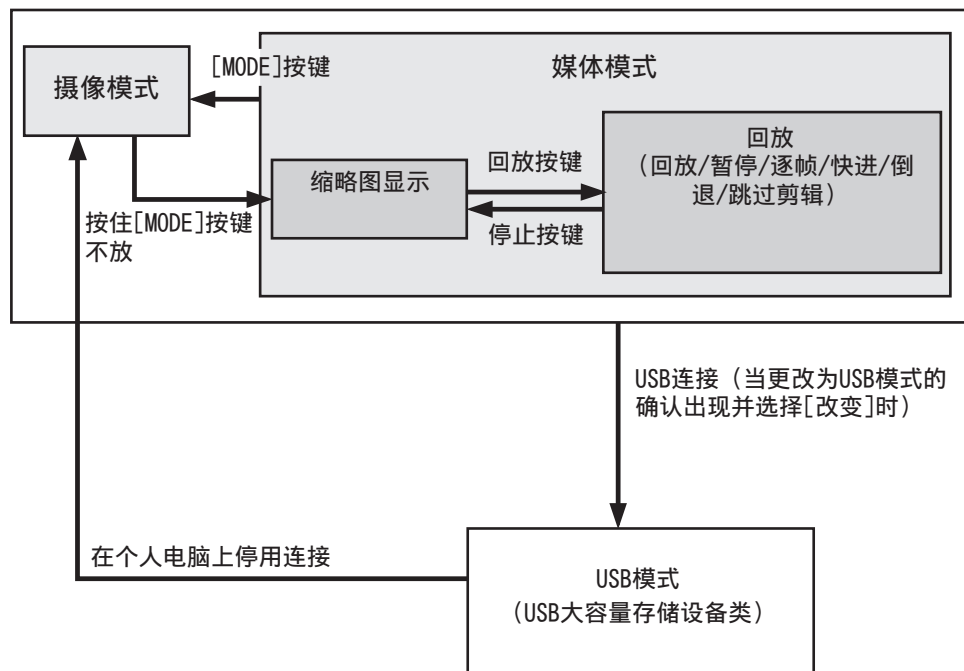 [MODE]按键
媒体模式
摄像模式
回放
（回放/暂停/逐帧/快进/倒
退/跳过剪辑）
回放按键
缩略图显示
停止按键
按住[MODE]按键
不放
USB连接（当更改为USB模式的
确认出现并选择[改变]时）
在个人电脑上停用连接
USB模式
（USB大容量存储设备类）